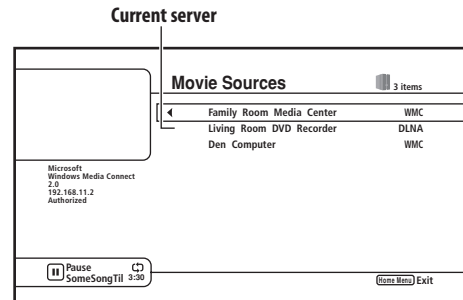 Current server
Movie Sources
3 items
Family Room Media Center WMC
Living Room DVD Recorder DLNA
Den Computer WMC
Microsoft
Windows Media Connect
2.0
192.168.11.2
Authorized
Pause
SomeSongTil 3:30
Home Menu Exit